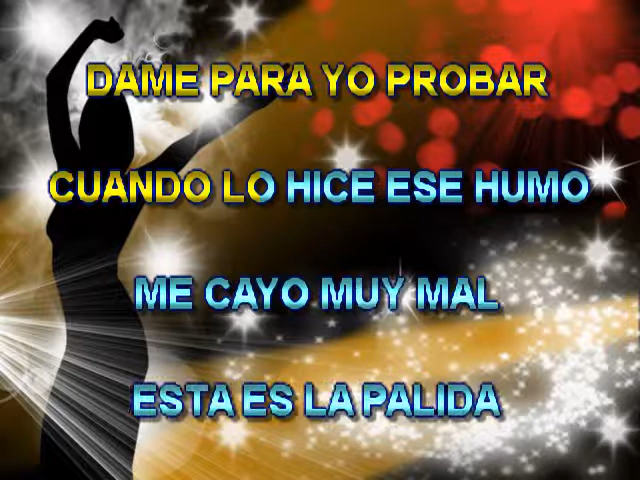 DAME PARA YO PROBAR
CUANDO LO HICE ESE HUMO
ME CAYO MUY MAL
ESTA ES LA PALIDA